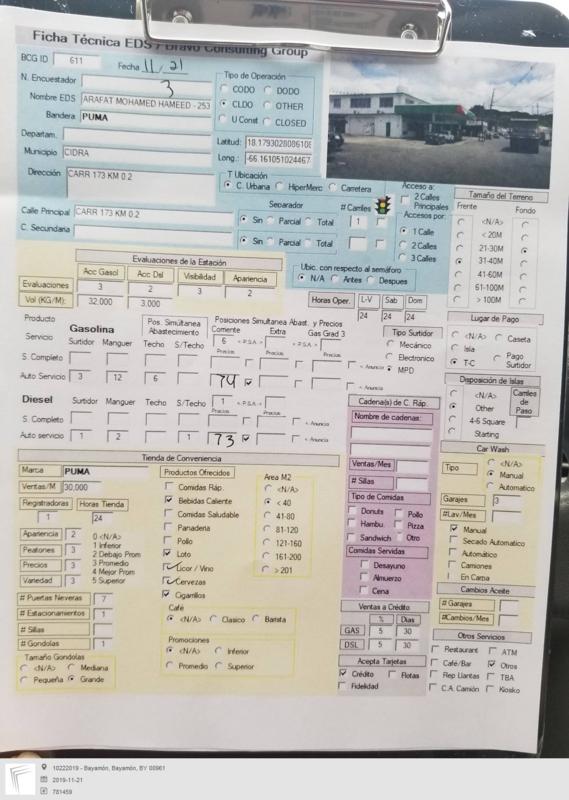 Ficha Técnica EDS / Bravo Consulting Group
BCG ID 611 Fecha 11/21
N. Encuestador 3
Nombre EDS ARAFAT MOHAMED HAMEED - 253
Bandera PUMA
Departam.
Municipio CIDRA
Dirección CARR 173 KM 0.2
Calle Principal CARR 173 KM 0.2
C. Secundaria
Tipo de Operación
CODO DODO
CLDO OTHER
U Const CLOSED
Latitud: 18.1793028086108
Long.: -66.161051024467
T Ubicación
C. Urbana HiperMerc Carretera
Separador # Carriles
Sin Parcial Total 1
Sin Parcial Total
Acceso a:
2 Calles Principales
Accesos por:
1 Calle
2 Calles
3 Calles
Ubic. con respecto al semáforo
N/A Antes Despues
Tamaño del Terreno
Frente Fondo
<N/A>
< 20M
21-30M
31-40M
41-60M
61-100M
> 100M
Evaluaciones de la Estación
Acc Gasol Acc Dsl Visibilidad Apariencia
Evaluaciones 3 2 3 2
Vol (KG/M): 32,000 3,000
Horas Oper. L-V Sab Dom
24 24 24
Lugar de Pago
<N/A> Caseta
Isla
T-C Pago Surtidor
Producto Pos. Simultanea Abastecimiento Posiciones Simultanea Abast. y Precios
Servicio Gasolina Corriente Extra Gas Grad 3
Surtidor Manguer Techo S/Techo 6 < P.S.A > < P.S.A >
Precios Precios Precios
S. Completo < Anuncia
Auto Servicio 3 12 6 74
Tipo Surtidor
Mecánico
Electronico
MPD
Diesel Surtidor Manguer Techo S/Techo 1 < P.S.A >
Precios Precios
S. Completo < Anuncia
Auto servicio 1 2 1 73
Disposición de Islas
<N/A>
Other
4-6 Square
Starting
Carriles de Paso
Tienda de Conveniencia
Marca PUMA
Ventas/M 30,000
Registradoras Horas Tienda
1 24
Apariencia 2
Peatones 3
Precios 3
Variedad 3
0 <N/A>
1 Inferior
2 Debajo Prom
3 Promedio
4 Mejor Prom
5 Superior
# Puertas Neveras 7
# Estacionamientos 1
# Sillas
# Gondolas 1
Tamaño Gondolas
<N/A> Mediana
Pequeña Grande
Productos Ofrecidos
Comidas Ráp.
Bebidas Caliente
Comidas Saludable
Panaderia
Pollo
Loto
Licor / Vino
Cervezas
Cigarrilos
Café
<N/A> Clasico Barista
Promociones
<N/A> Inferior
Promedio Superior
Area M2
<N/A>
< 40
41-80
81-120
121-160
161-200
> 201
Cadena(s) de C. Ráp.
Nombre de cadenas:
Ventas/Mes
# Sillas
Tipo de Comidas
Donuts Pollo
Hambu. Pizza
Sandwich Otro
Comidas Servidas
Desayuno
Almuerzo
Cena
Ventas a Crédito
% Dias
GAS 5 30
DSL 5 30
Acepta Tarjetas
Crédito Flotas
Fidelidad
Car Wash
Tipo <N/A>
Manual
Automatico
Garajes 3
#Lav/Mes
Manual
Secado Automatico
Automático
Camiones
En Cama
Cambios Aceite
# Garajes
#Cambios/Mes
Otros Servicios
Restaurant ATM
Café/Bar Otros
Rep Llantas TBA
C.A. Camión Kiosko
10222019 - Bayamón, Bayamón, BY 00961
2019-11-21
781459